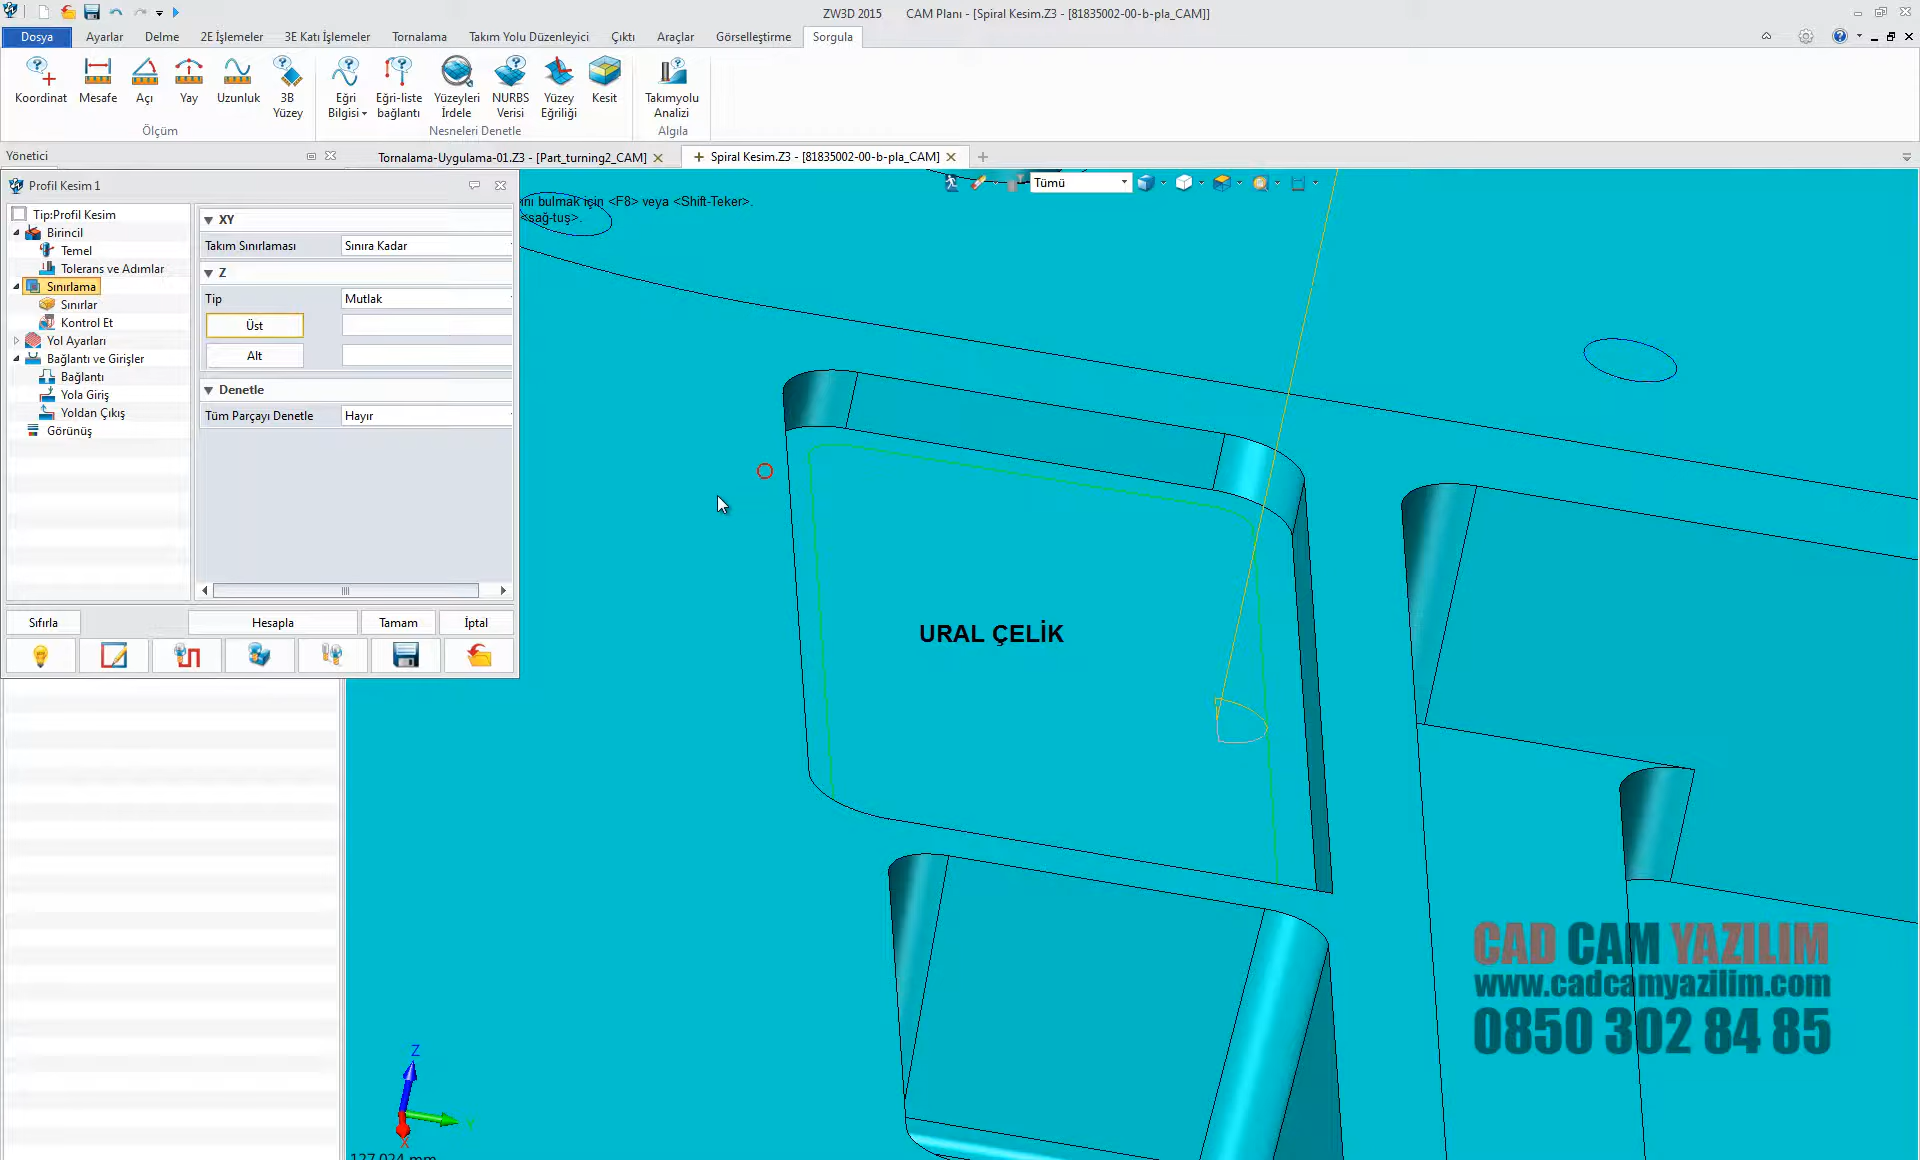 ZW3D 2015 CAM Planı - [Spiral Kesim.Z3 - [81835002-00-b-pla_CAM]]
Dosya Ayarlar Delme 2E İşlemeler 3E Katı İşlemeler Tornalama Takım Yolu Düzenleyici Çıktı Araçlar Görselleştirme Sorgula
Koordinat Mesafe Açı Yay Uzunluk 3B Yüzey Eğri Bilgisi Eğri-liste bağlantı Yüzeyleri İrdele NURBS Verisi Yüzey Eğriliği Kesit Takımyolu Analizi
Ölçüm Nesneleri Denetle Algıla
Yönetici
Tornalama-Uygulama-01.Z3 - [Part_turning2_CAM]
Spiral Kesim.Z3 - [81835002-00-b-pla_CAM]
Profil Kesim 1
Tümü
ını bulmak için <F8> veya <Shift-Teker>.
<sağ-tuş>.
Tip:Profil Kesim
Birincil
Temel
Tolerans ve Adımlar
Sınırlama
Sınırlar
Kontrol Et
Yol Ayarları
Bağlantı ve Girişler
Bağlantı
Yola Giriş
Yoldan Çıkış
Görünüş
XY
Takım Sınırlaması Sınıra Kadar
Z
Tip Mutlak
Üst
Alt
Denetle
Tüm Parçayı Denetle Hayır
Sıfırla Hesapla Tamam İptal
URAL ÇELİK
CAD CAM YAZILIM
www.cadcamyazilim.com
0850 302 84 85
Z
Y
X
127.024 mm